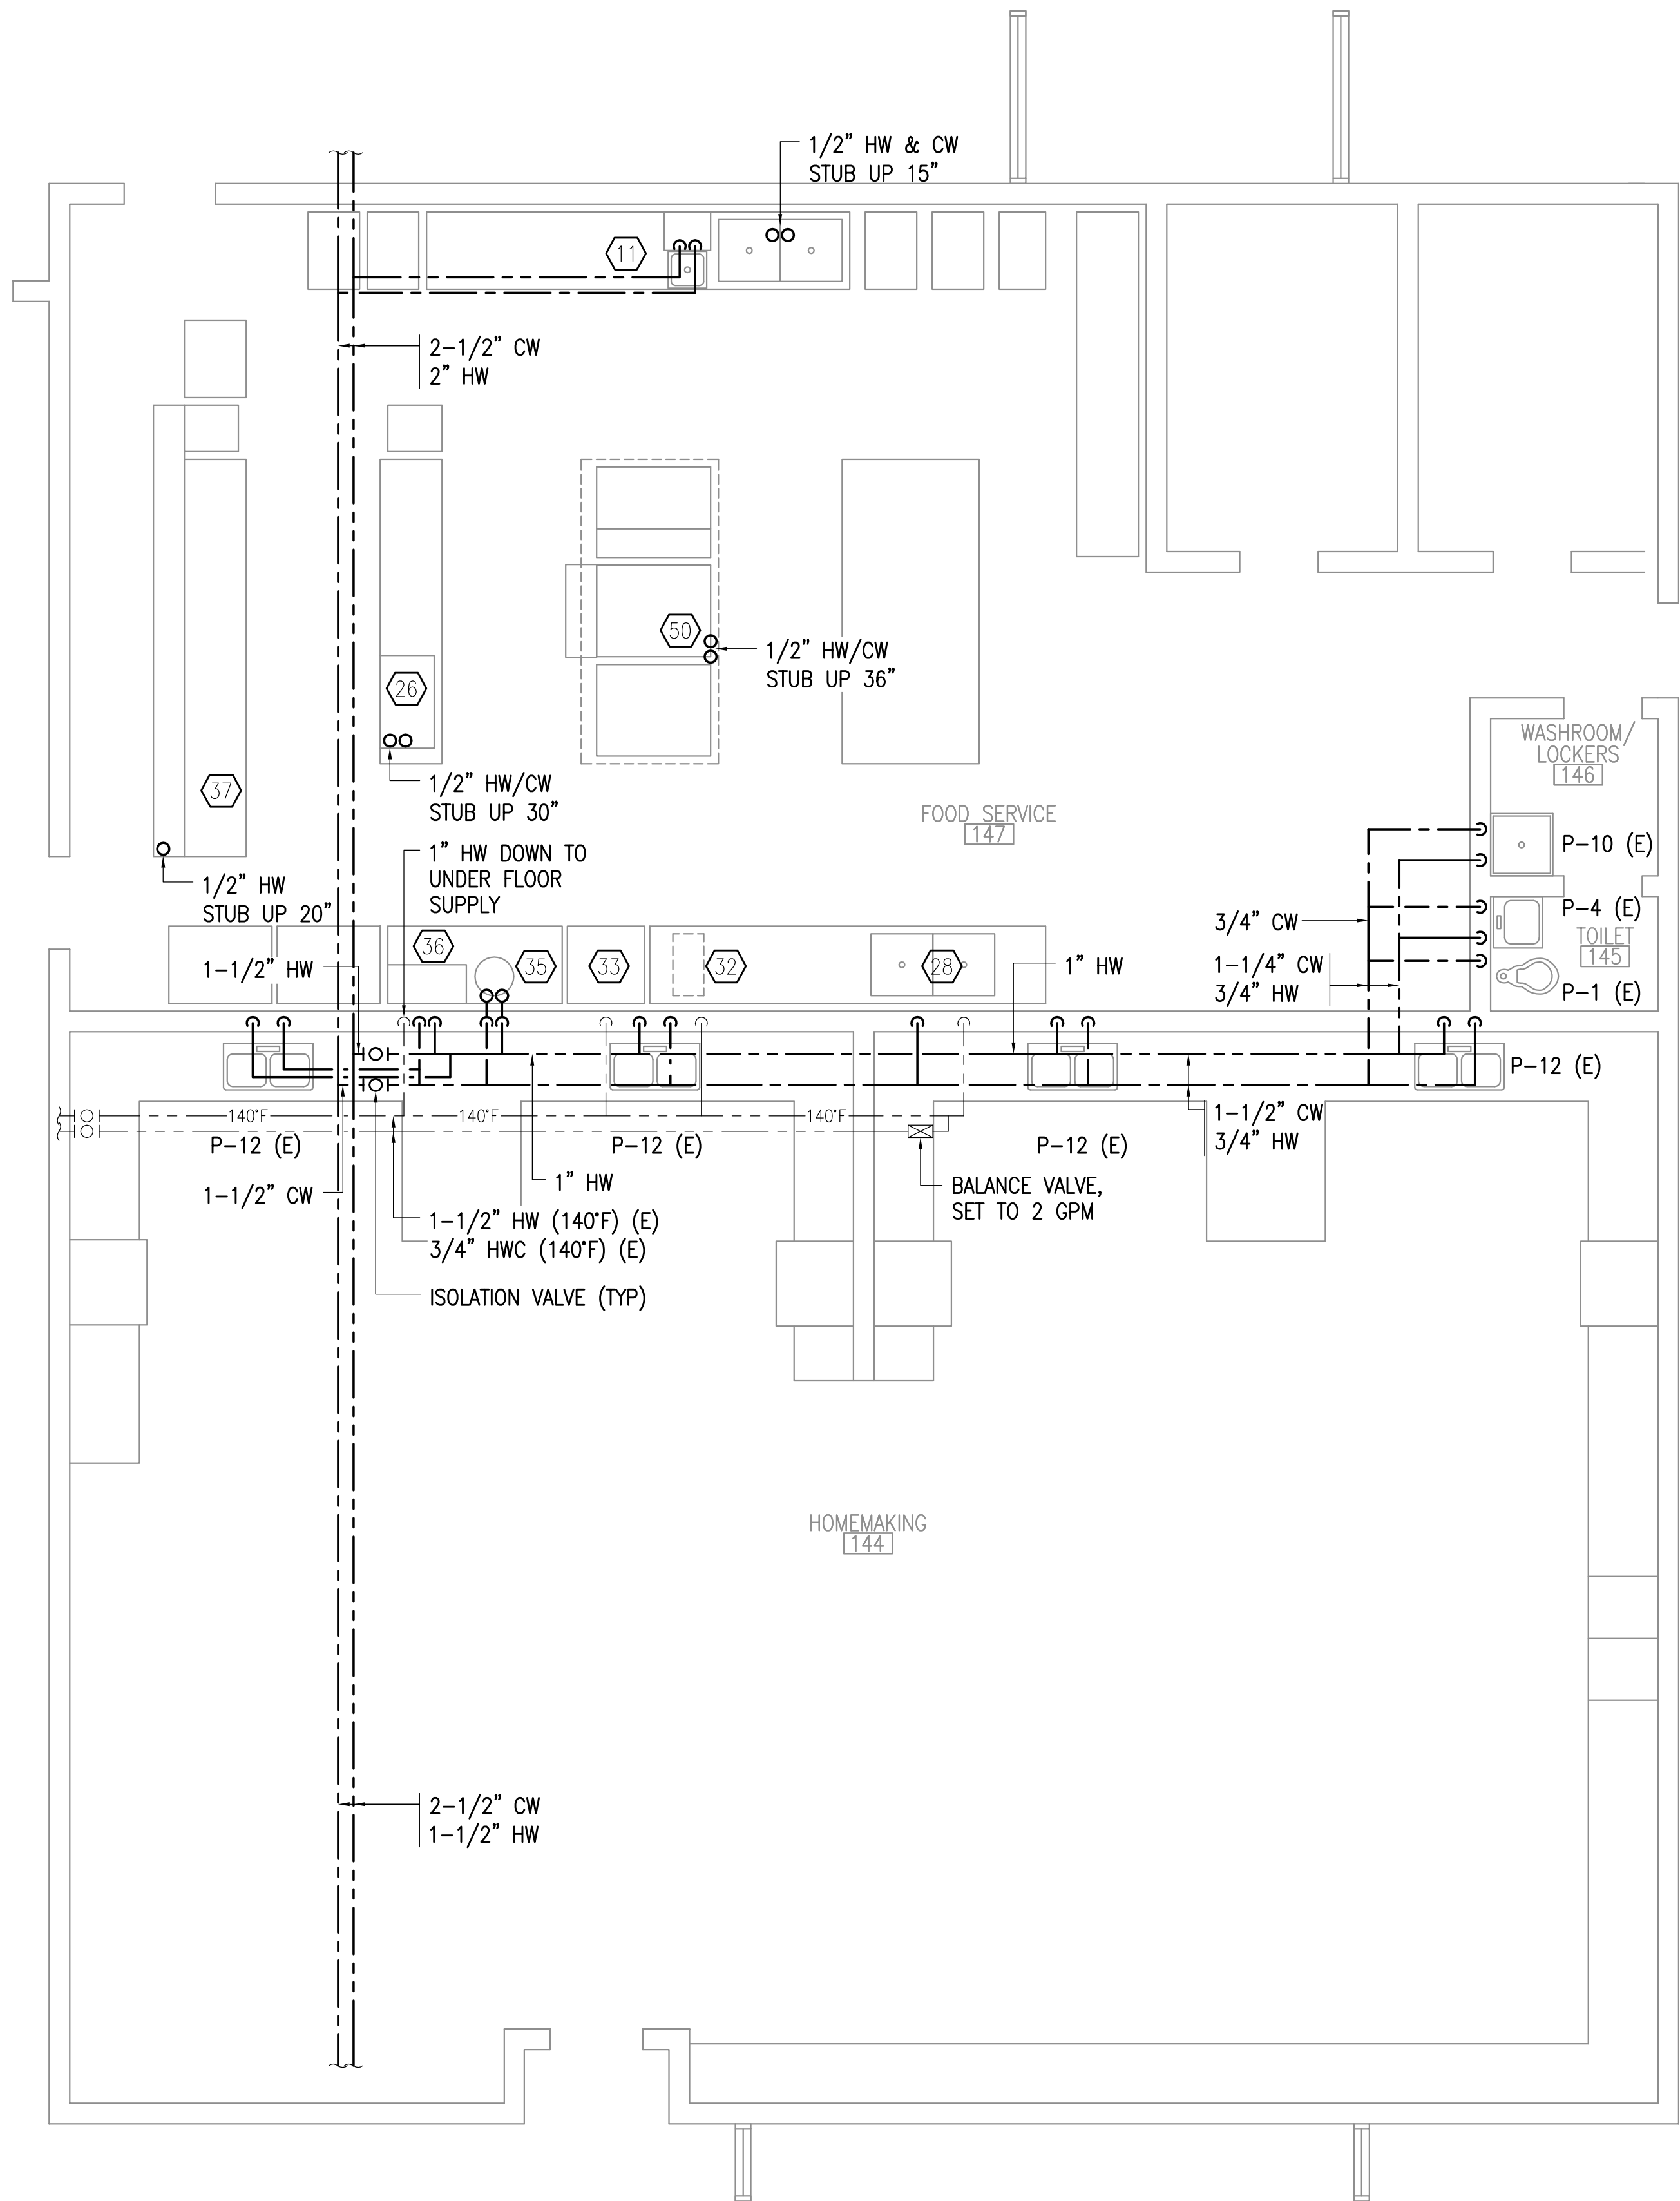 1/2” HW & CW
STUB UP 15”
11
2-1/2” CW
2” HW
50
1/2” HW/CW
STUB UP 36”
26
37
1/2” HW/CW
STUB UP 30”
WASHROOM/
LOCKERS
146
FOOD SERVICE
147
P-10 (E)
1” HW DOWN TO
UNDER FLOOR
SUPPLY
1/2” HW
STUB UP 20”
3/4” CW
P-4 (E)
TOILET
145
36
35
33
32
28
1-1/2” HW
1” HW
1-1/4” CW
3/4” HW
P-1 (E)
P-12 (E)
140°F
140°F
140°F
1-1/2” CW
3/4” HW
P-12 (E)
P-12 (E)
P-12 (E)
1-1/2” CW
1” HW
BALANCE VALVE,
SET TO 2 GPM
1-1/2” HW (140°F) (E)
3/4” HWC (140°F) (E)
ISOLATION VALVE (TYP)
HOMEMAKING
144
2-1/2” CW
1-1/2” HW